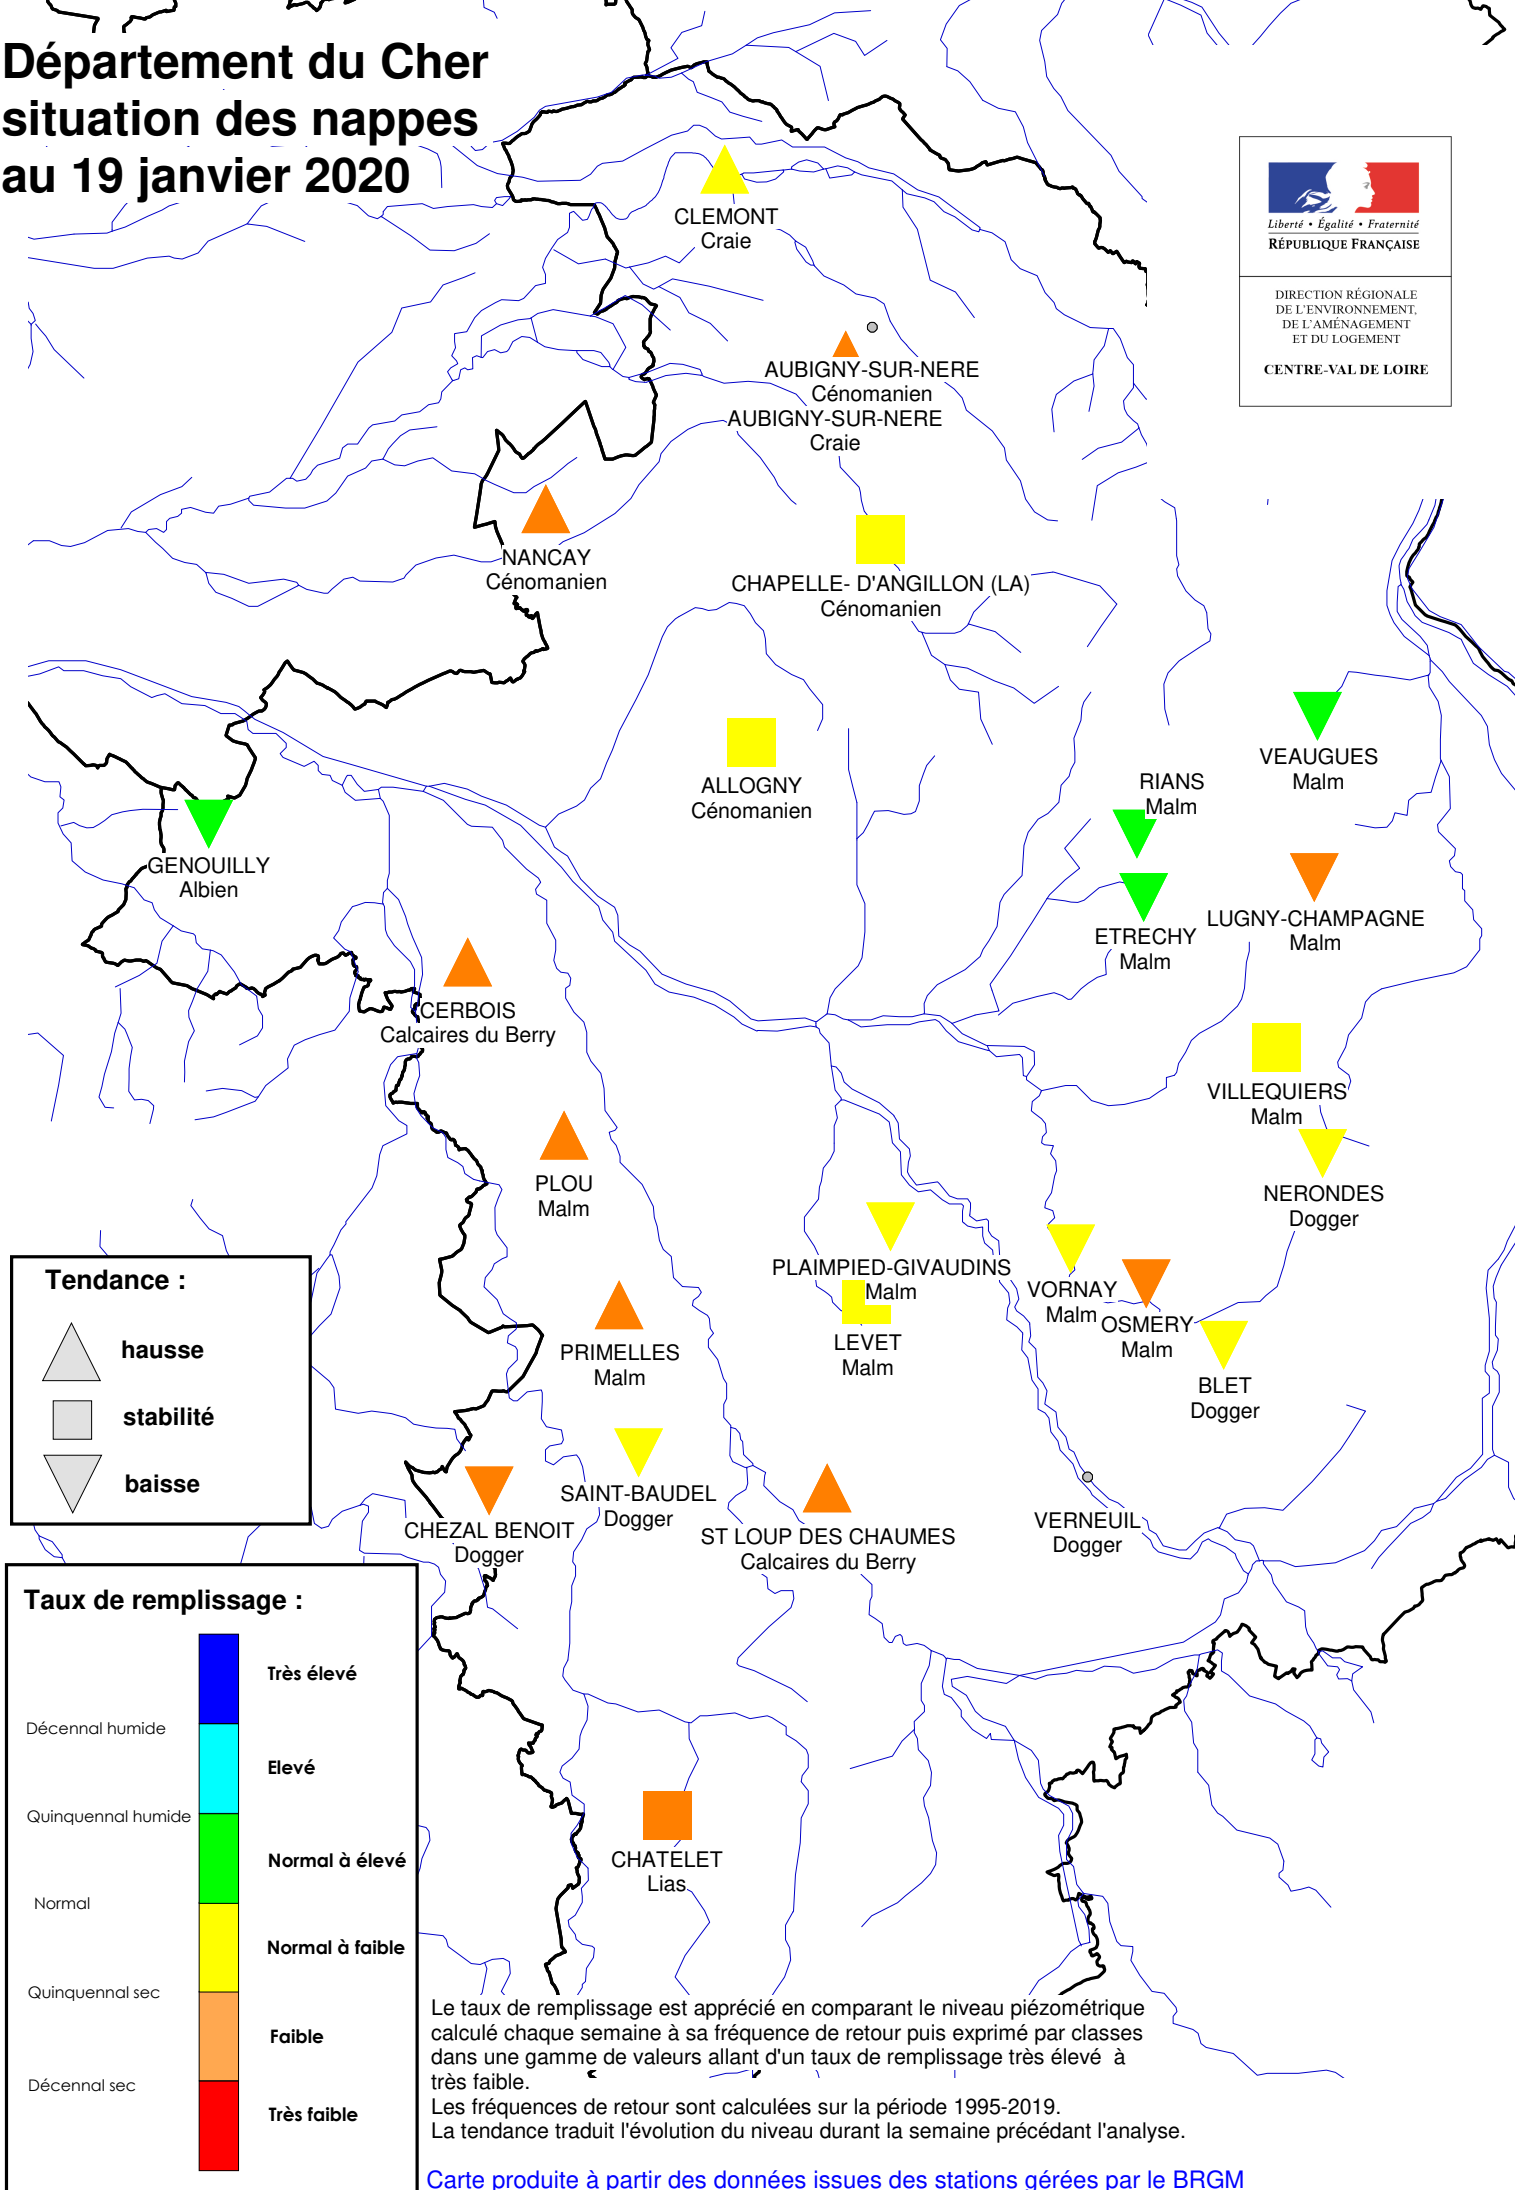 Département du Cher
situation des nappes
au 19 janvier 2020
Liberté • Égalité • Fraternité
RÉPUBLIQUE FRANÇAISE
DIRECTION RÉGIONALE
DE L'ENVIRONNEMENT,
DE L'AMÉNAGEMENT
ET DU LOGEMENT
CENTRE-VAL DE LOIRE
CLEMONT
Craie
AUBIGNY-SUR-NERE
Cénomanien
AUBIGNY-SUR-NERE
Craie
NANCAY
Cénomanien
CHAPELLE- D'ANGILLON (LA)
Cénomanien
ALLOGNY
Cénomanien
VEAUGUES
Malm
RIANS
Malm
GENOUILLY
Albien
LUGNY-CHAMPAGNE
Malm
ETRECHY
Malm
CERBOIS
Calcaires du Berry
VILLEQUIERS
Malm
PLOU
Malm
NERONDES
Dogger
PLAIMPIED-GIVAUDINS
Malm
VORNAY
Malm
OSMERY
Malm
LEVET
Malm
PRIMELLES
Malm
BLET
Dogger
SAINT-BAUDEL
Dogger
CHEZAL BENOIT
Dogger
ST LOUP DES CHAUMES
Calcaires du Berry
VERNEUIL
Dogger
CHATELET
Lias
Tendance :
hausse
stabilité
baisse
Taux de remplissage :
Très élevé
Décennal humide
Elevé
Quinquennal humide
Normal à élevé
Normal
Normal à faible
Quinquennal sec
Faible
Décennal sec
Très faible
Le taux de remplissage est apprécié en comparant le niveau piézométrique
calculé chaque semaine à sa fréquence de retour puis exprimé par classes
dans une gamme de valeurs allant d'un taux de remplissage très élevé à
très faible.
Les fréquences de retour sont calculées sur la période 1995-2019.
La tendance traduit l'évolution du niveau durant la semaine précédant l'analyse.
Carte produite à partir des données issues des stations gérées par le BRGM